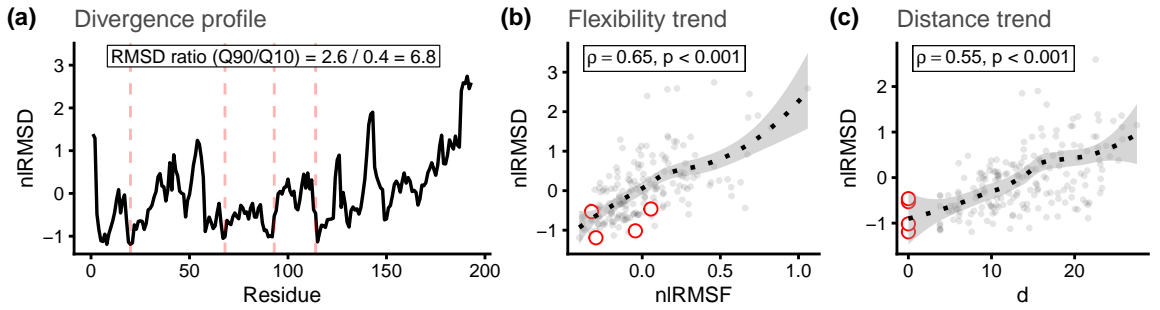 (a) Divergence profile
RMSD ratio (Q90/Q10) = 2.6 / 0.4 = 6.8
nlRMSD
3
2
1
0
−1
0 50 100 150 200
Residue
(b) Flexibility trend
ρ = 0.65, p < 0.001
nlRMSD
3
2
1
0
−1
0.0 0.5 1.0
nlRMSF
(c) Distance trend
ρ = 0.55, p < 0.001
nlRMSD
2
1
0
−1
0 10 20
d